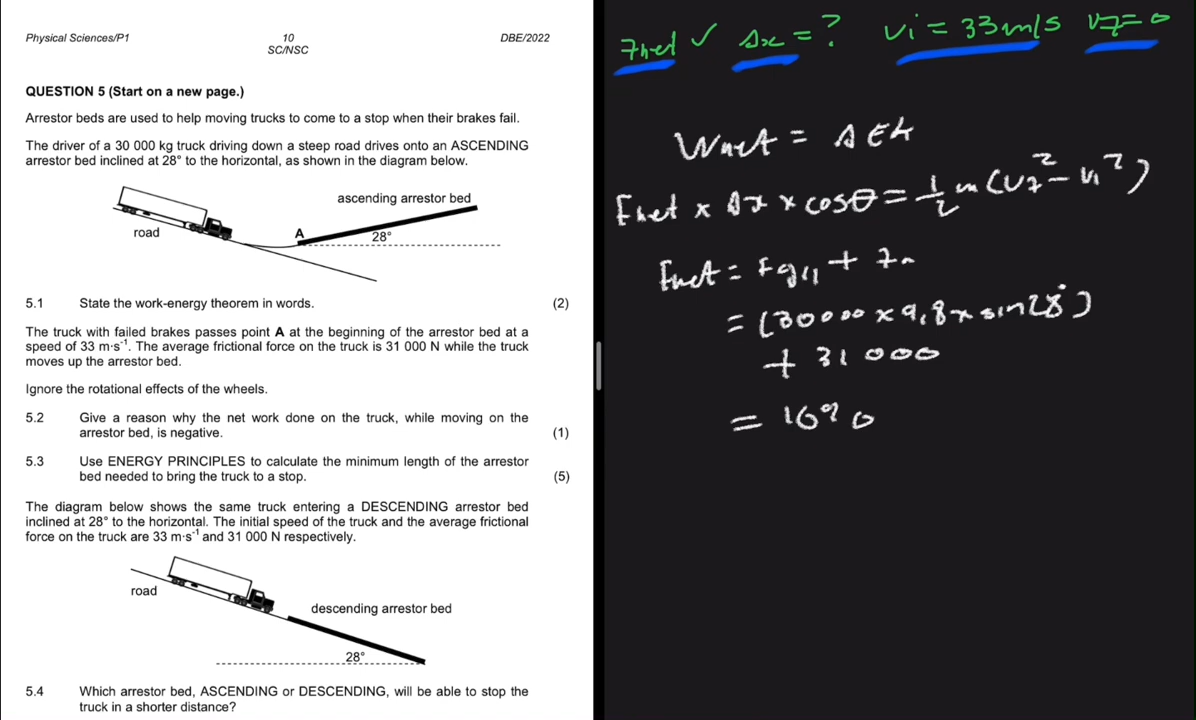 Physical Sciences/P1
10
SC/NSC
DBE/2022
QUESTION 5 (Start on a new page.)
Arrestor beds are used to help moving trucks to come to a stop when their brakes fail.
The driver of a 30 000 kg truck driving down a steep road drives onto an ASCENDING
arrestor bed inclined at 28° to the horizontal, as shown in the diagram below.
ascending arrestor bed
road
A
28°
5.1 State the work-energy theorem in words. (2)
The truck with failed brakes passes point A at the beginning of the arrestor bed at a
speed of 33 m·s⁻¹. The average frictional force on the truck is 31 000 N while the truck
moves up the arrestor bed.
Ignore the rotational effects of the wheels.
5.2 Give a reason why the net work done on the truck, while moving on the
arrestor bed, is negative. (1)
5.3 Use ENERGY PRINCIPLES to calculate the minimum length of the arrestor
bed needed to bring the truck to a stop. (5)
The diagram below shows the same truck entering a DESCENDING arrestor bed
inclined at 28° to the horizontal. The initial speed of the truck and the average frictional
force on the truck are 33 m·s⁻¹ and 31 000 N respectively.
road
descending arrestor bed
28°
5.4 Which arrestor bed, ASCENDING or DESCENDING, will be able to stop the
truck in a shorter distance?
Fnet ✓ Δx = ? vi = 33m/s vf = 0
Wnet = ΔEk
Fnet × Δx × cosθ = 1/2 m (vf² - vi²)
Fnet = Fg|| +
= (30000 × 9,8 × sin28°)
+ 31 000
= 1690